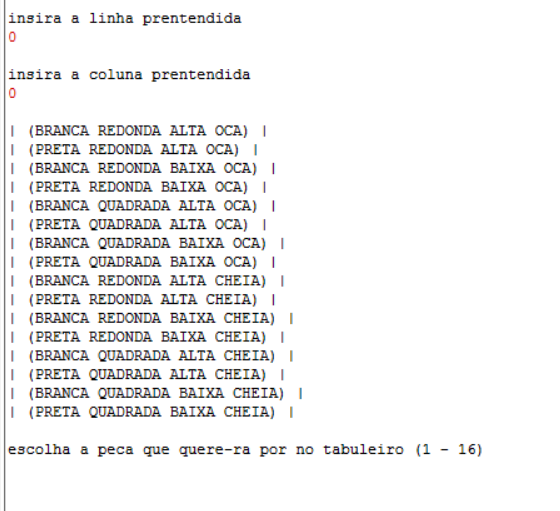 insira a linha prentendida
0
insira a coluna prentendida
0
| (BRANCA REDONDA ALTA OCA) |
| (PRETA REDONDA ALTA OCA) |
| (BRANCA REDONDA BAIXA OCA) |
| (PRETA REDONDA BAIXA OCA) |
| (BRANCA QUADRADA ALTA OCA) |
| (PRETA QUADRADA ALTA OCA) |
| (BRANCA QUADRADA BAIXA OCA) |
| (PRETA QUADRADA BAIXA OCA) |
| (BRANCA REDONDA ALTA CHEIA) |
| (PRETA REDONDA ALTA CHEIA) |
| (BRANCA REDONDA BAIXA CHEIA) |
| (PRETA REDONDA BAIXA CHEIA) |
| (BRANCA QUADRADA ALTA CHEIA) |
| (PRETA QUADRADA ALTA CHEIA) |
| (BRANCA QUADRADA BAIXA CHEIA) |
| (PRETA QUADRADA BAIXA CHEIA) |
escolha a peca que quere-ra por no tabuleiro (1 - 16)